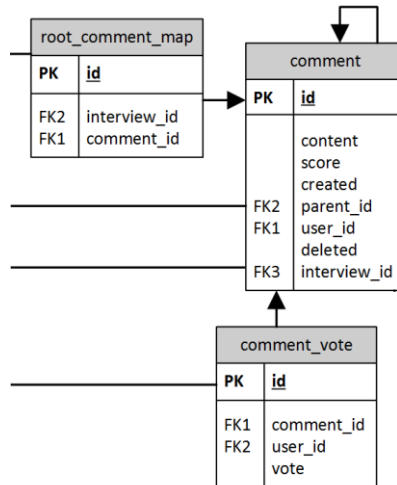 root_comment_map
PK id
FK2 interview_id
FK1 comment_id
comment
PK id
content
score
created
FK2 parent_id
FK1 user_id
deleted
FK3 interview_id
comment_vote
PK id
FK1 comment_id
FK2 user_id
vote